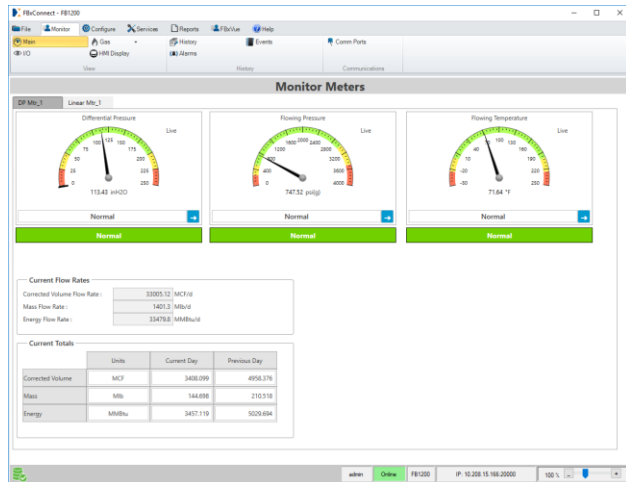 FBxConnect - FB1200
File Monitor Configure Services Reports FBxVue Help
Main Gas History Events Comm Ports
I/O HMI Display Alarms
View History Communications
Monitor Meters
DP Mtr_1 Linear Mtr_1
Differential Pressure Flowing Pressure Flowing Temperature
Live Live Live
113.43 inH2O 747.52 psi(g) 71.64 °F
Normal Normal Normal
Normal Normal Normal
Current Flow Rates
Corrected Volume Flow Rate : 33005.12 MCF/d
Mass Flow Rate : 1401.3 Mlb/d
Energy Flow Rate : 33479.8 MMBtu/d
Current Totals
Units Current Day Previous Day
Corrected Volume MCF 3408.099 4958.376
Mass Mlb 144.698 210.518
Energy MMBtu 3457.119 5029.694
admin Online FB1200 IP: 10.208.15.168:20000 100 %